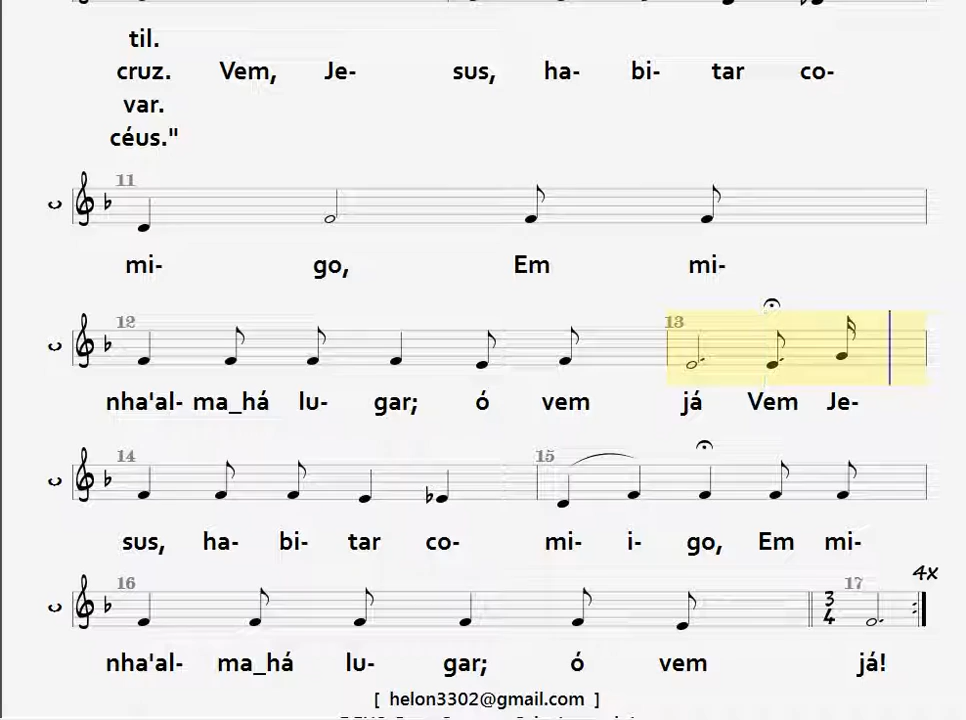 til.
cruz. Vem, Je- sus, ha- bi- tar co-
var.
céus."
11
mi- go, Em mi-
12 13
nha'al- ma_há lu- gar; ó vem já Vem Je-
14 15
sus, ha- bi- tar co- mi- i- go, Em mi-
4x
16 17
3
4
nha'al- ma_há lu- gar; ó vem já!
[ helon3302@gmail.com ]